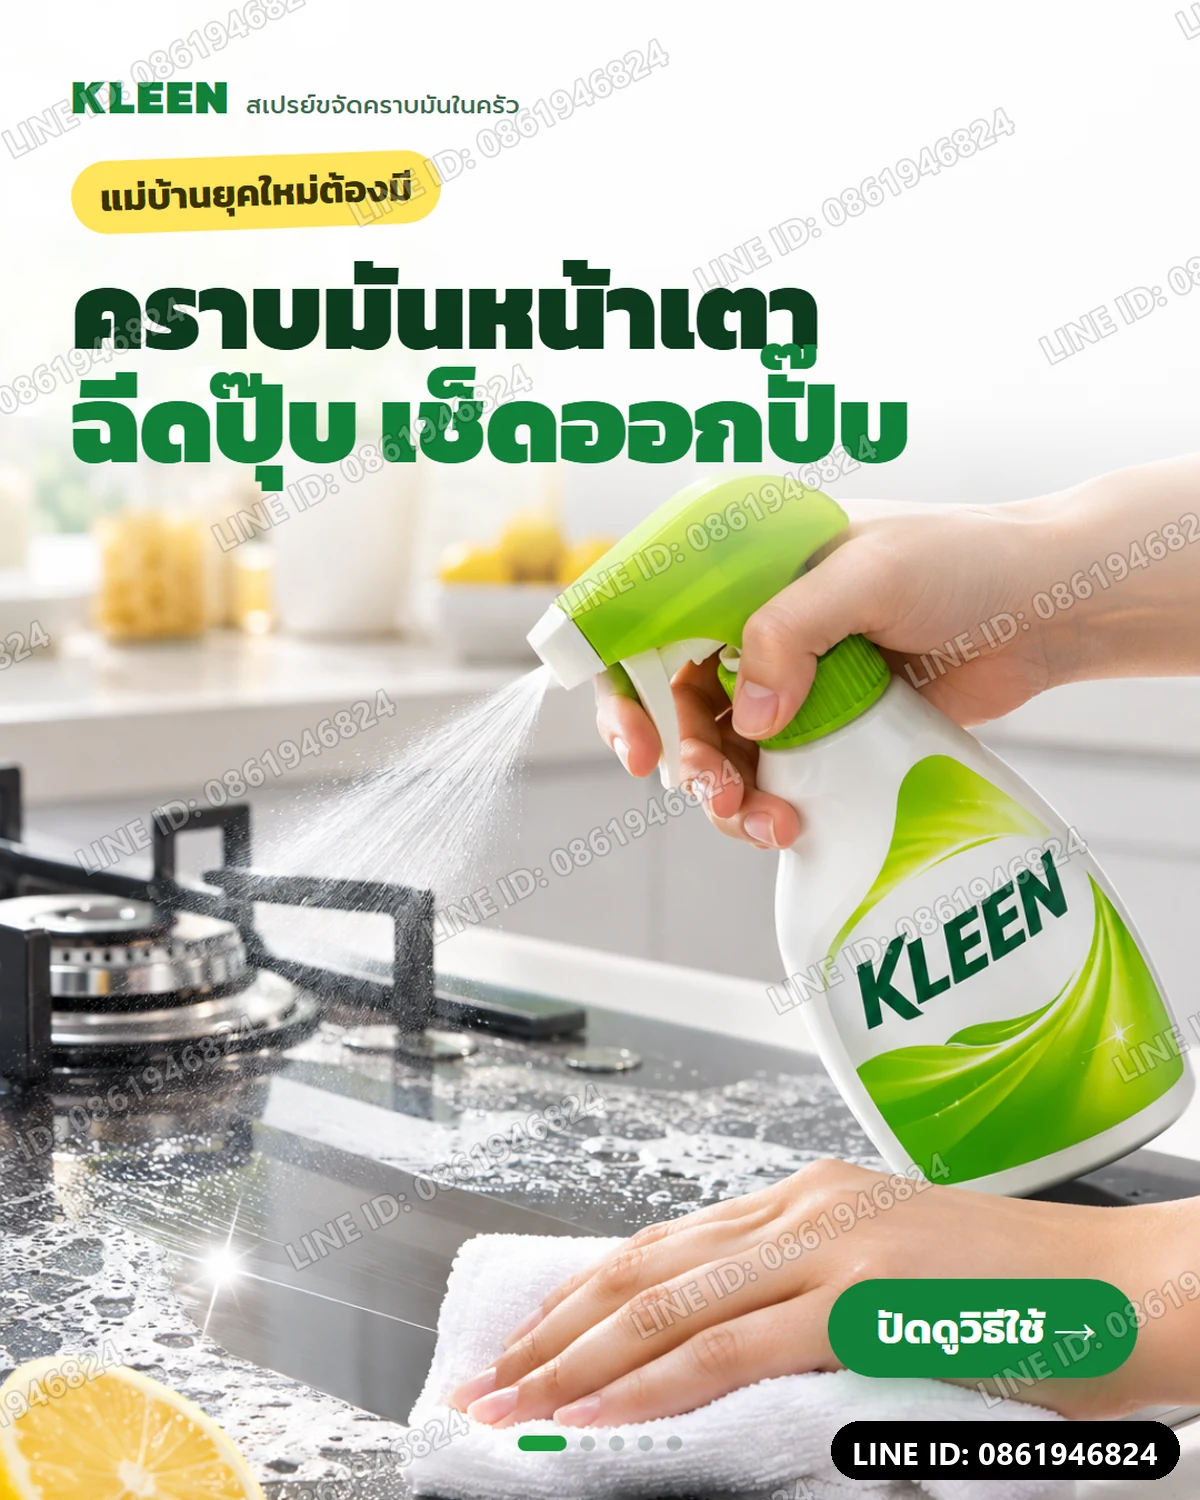 KLEEN สเปรย์ขจัดคราบมันในครัว
แม่บ้านยุคใหม่ต้องมี
คราบมันหน้าเตา
ฉีดปุ๊บ เช็ดออกปั๊บ
KLEEN
ปัดดูวิธีใช้ →
LINE ID: 0861946824